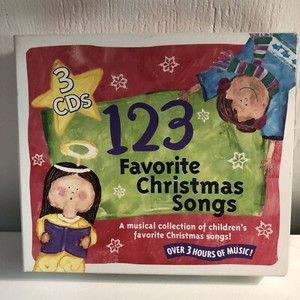 3
CDs
123
Favorite
Christmas
Songs
A musical collection of children's
favorite Christmas songs!
OVER 3 HOURS OF MUSIC!